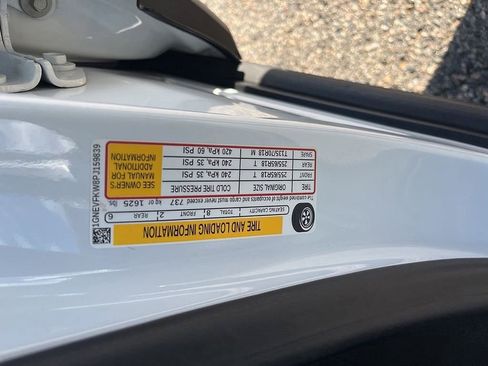 TIRE AND LOADING INFORMATION
SEATING CAPACITY TOTAL 8 FRONT 2 REAR 6
The combined weight of occupants and cargo must never exceed 737 kg or 1625 lbs
TIRE ORIGINAL SIZE COLD TIRE PRESSURE
FRONT 255/65R18 T 240 kPa, 35 PSI
REAR 255/65R18 T 240 kPa, 35 PSI
SPARE T135/70R18 M 420 kPa, 60 PSI
SEE OWNER'S
MANUAL FOR
ADDITIONAL
INFORMATION
1GNEVFKW8PJ159839